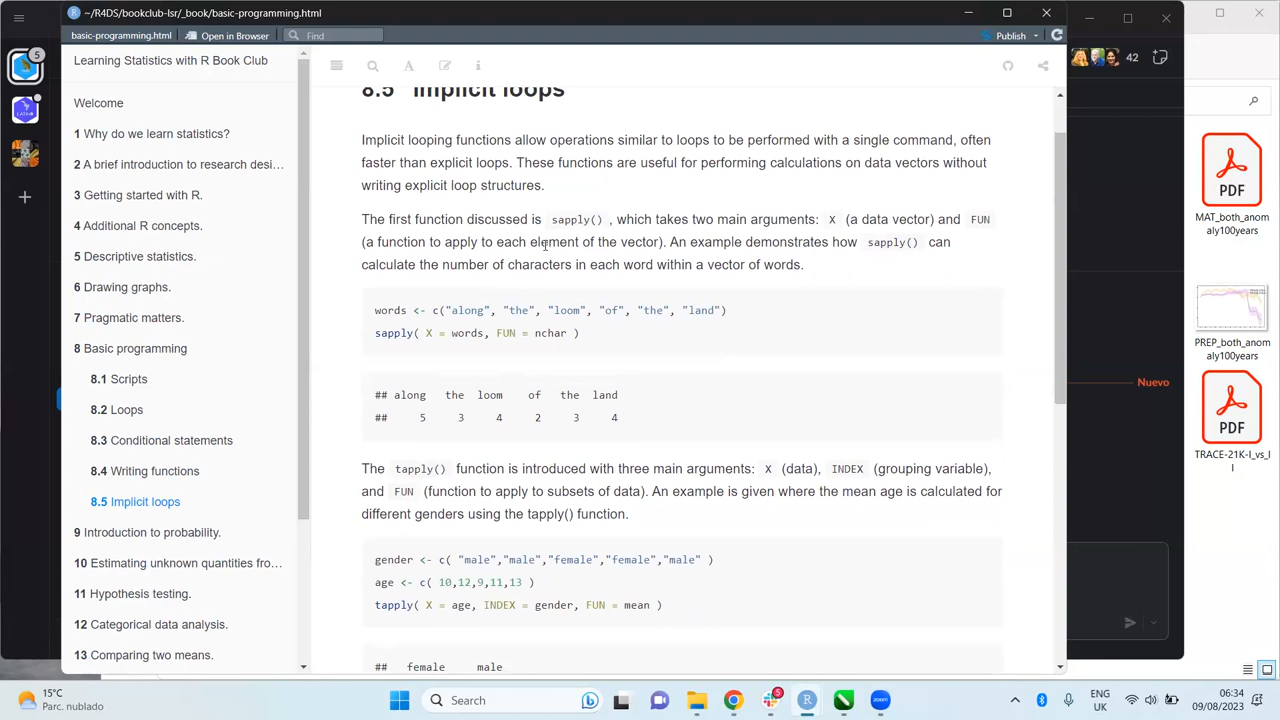 ~/R4DS/bookclub-lsr/_book/basic-programming.html
basic-programming.html
Open in Browser
Find
Publish
Learning Statistics with R Book Club
Welcome
1 Why do we learn statistics?
2 A brief introduction to research desi...
3 Getting started with R.
4 Additional R concepts.
5 Descriptive statistics.
6 Drawing graphs.
7 Pragmatic matters.
8 Basic programming
8.1 Scripts
8.2 Loops
8.3 Conditional statements
8.4 Writing functions
8.5 Implicit loops
9 Introduction to probability.
10 Estimating unknown quantities fro...
11 Hypothesis testing.
12 Categorical data analysis.
13 Comparing two means.
8.5 Implicit loops
Implicit looping functions allow operations similar to loops to be performed with a single command, often
faster than explicit loops. These functions are useful for performing calculations on data vectors without
writing explicit loop structures.
The first function discussed is sapply() , which takes two main arguments: X (a data vector) and FUN
(a function to apply to each element of the vector). An example demonstrates how sapply() can
calculate the number of characters in each word within a vector of words.
words <- c("along", "the", "loom", "of", "the", "land")
sapply( X = words, FUN = nchar )
## along the loom of the land
## 5 3 4 2 3 4
The tapply() function is introduced with three main arguments: X (data), INDEX (grouping variable),
and FUN (function to apply to subsets of data). An example is given where the mean age is calculated for
different genders using the tapply() function.
gender <- c( "male","male","female","female","male" )
age <- c( 10,12,9,11,13 )
tapply( X = age, INDEX = gender, FUN = mean )
## female male
5
LATINR
42
Nuevo
PDF
MAT_both_anom
aly100years
PREP_both_anom
aly100years
PDF
TRACE-21K-I_vs_I
I
15°C
Parc. nublado
Search
5
ENG
UK
06:34
09/08/2023